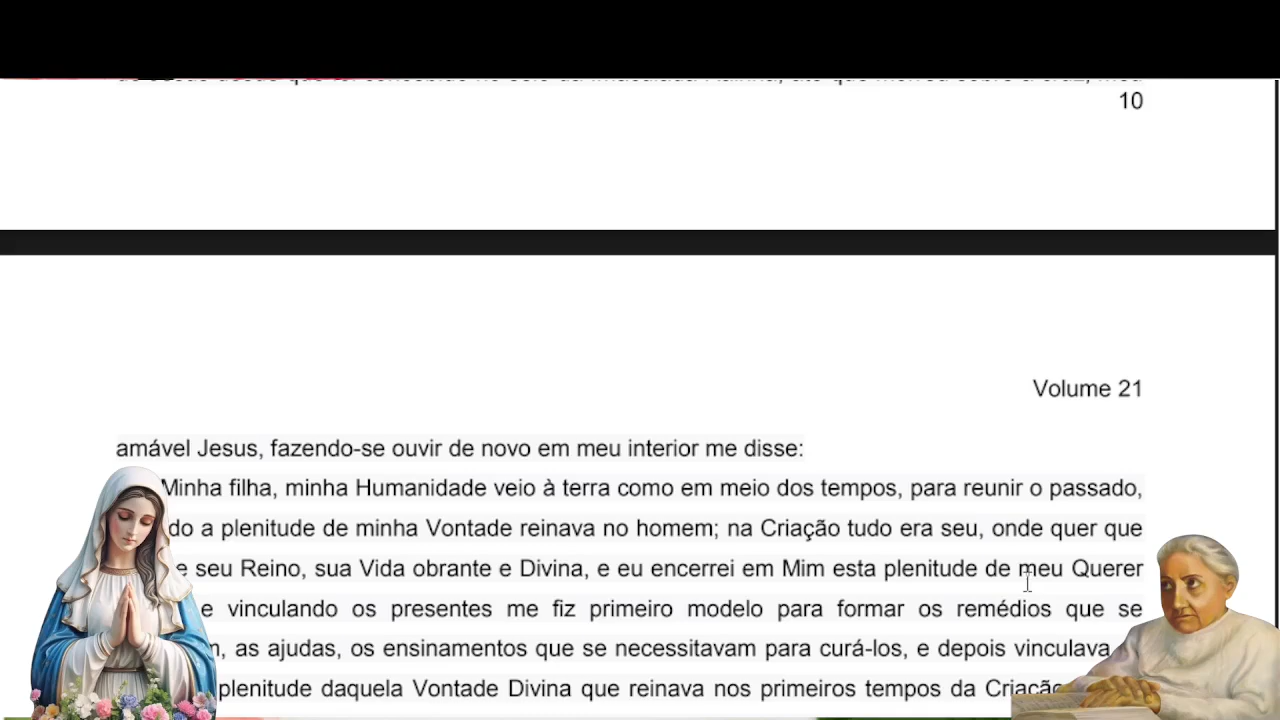 10
Volume 21
amável Jesus, fazendo-se ouvir de novo em meu interior me disse:
Minha filha, minha Humanidade veio à terra como em meio dos tempos, para reunir o passado,
a plenitude de minha Vontade reinava no homem; na Criação tudo era seu, onde quer que
seu Reino, sua Vida obrante e Divina, e eu encerrei em Mim esta plenitude de meu Querer
e vinculando os presentes me fiz primeiro modelo para formar os remédios que se
as ajudas, os ensinamentos que se necessitavam para curá-los, e depois vinculava
plenitude daquela Vontade Divina que reinava nos primeiros tempos da Criação